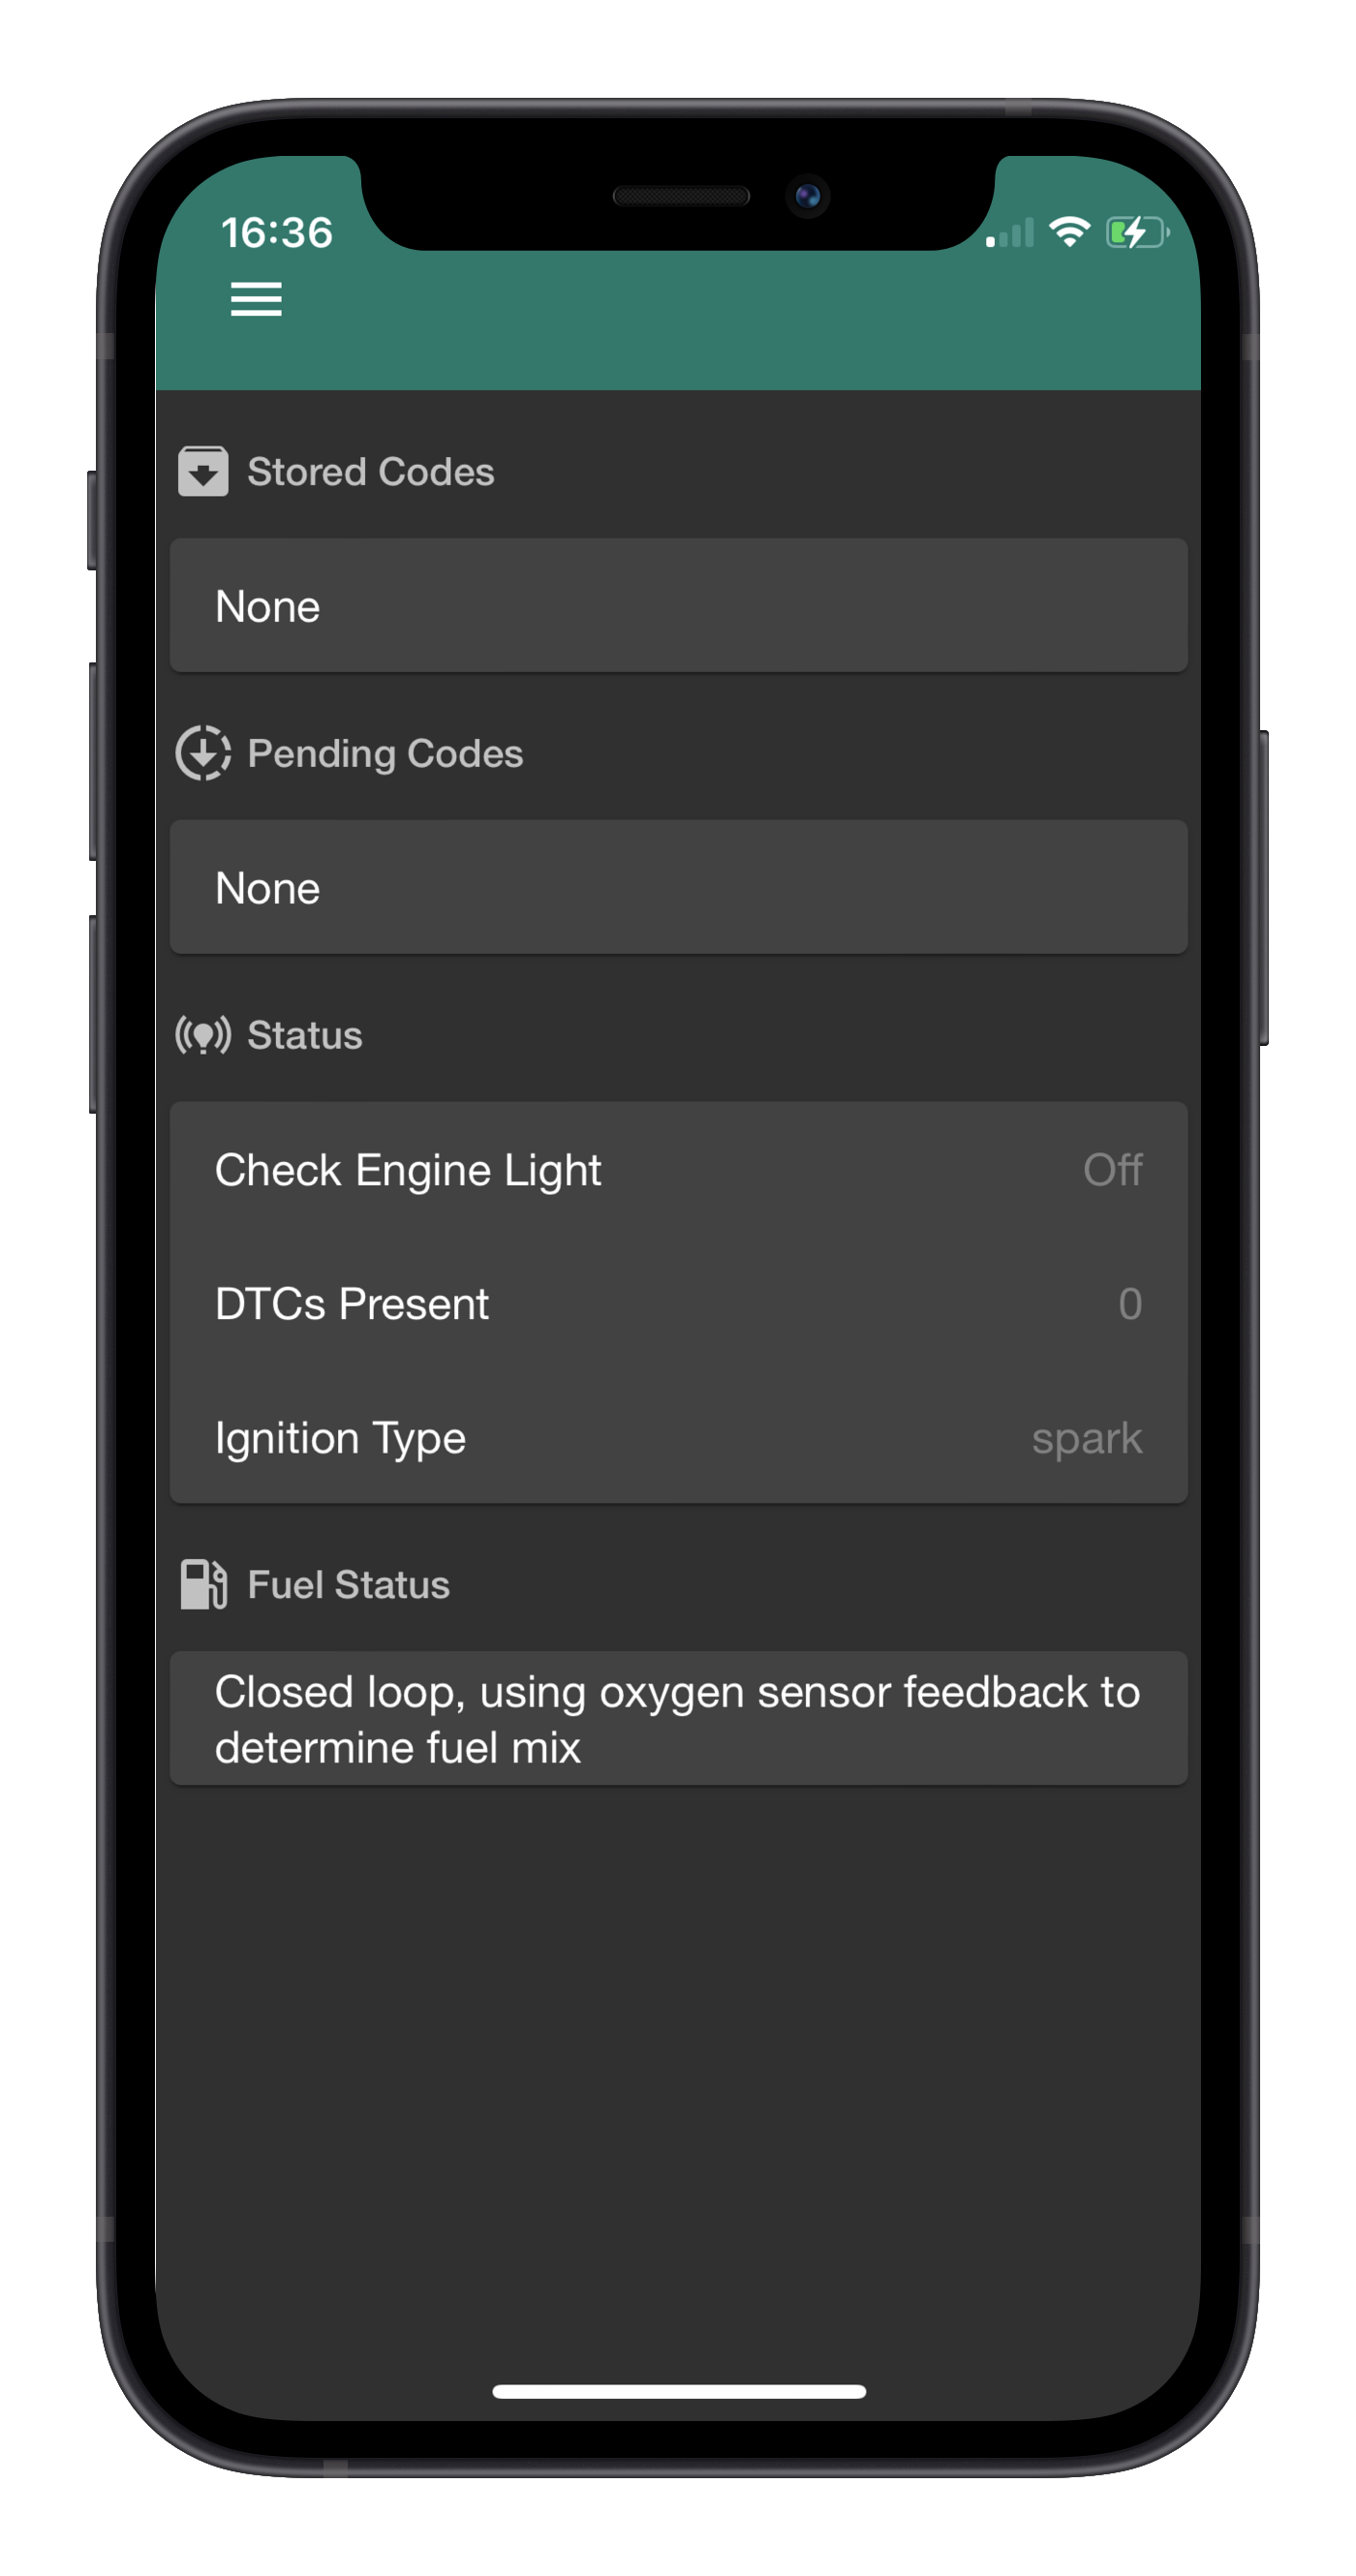 16:36
Stored Codes
None
Pending Codes
None
Status
Check Engine Light Off
DTCs Present 0
Ignition Type spark
Fuel Status
Closed loop, using oxygen sensor feedback to
determine fuel mix